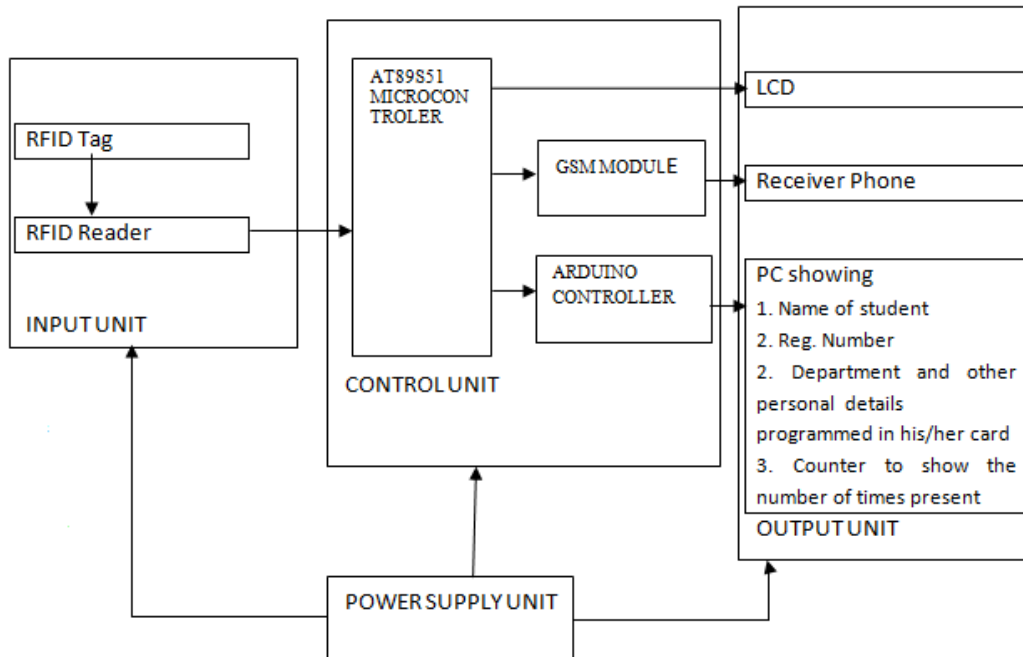 RFID Tag
RFID Reader
INPUT UNIT
AT89S51
MICROCON
TROLER
GSM MODULE
ARDUINO
CONTROLLER
CONTROL UNIT
LCD
Receiver Phone
PC showing
1. Name of student
2. Reg. Number
2. Department and other
personal details
programmed in his/her card
3. Counter to show the
number of times present
OUTPUT UNIT
POWER SUPPLY UNIT